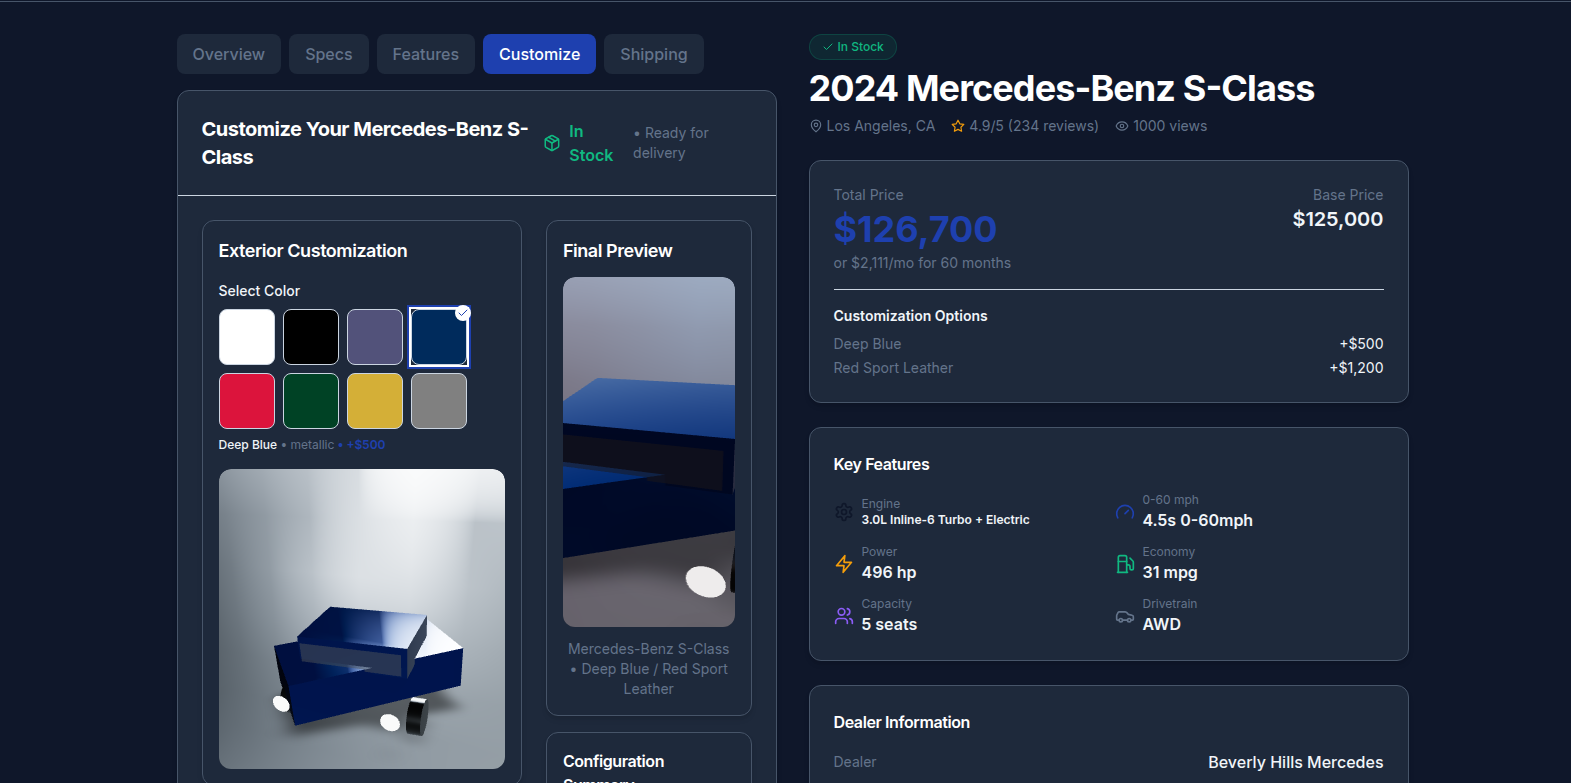 Overview
Specs
Features
Customize
Shipping
Customize Your Mercedes-Benz S-
Class
In
Stock
• Ready for
delivery
Exterior Customization
Select Color
Deep Blue • metallic • +$500
Final Preview
Mercedes-Benz S-Class
• Deep Blue / Red Sport
Leather
Configuration
Summary
In Stock
2024 Mercedes-Benz S-Class
Los Angeles, CA
4.9/5 (234 reviews)
1000 views
Total Price
Base Price
$126,700
$125,000
or $2,111/mo for 60 months
Customization Options
Deep Blue
+$500
Red Sport Leather
+$1,200
Key Features
Engine
3.0L Inline-6 Turbo + Electric
0-60 mph
4.5s 0-60mph
Power
496 hp
Economy
31 mpg
Capacity
5 seats
Drivetrain
AWD
Dealer Information
Dealer
Beverly Hills Mercedes